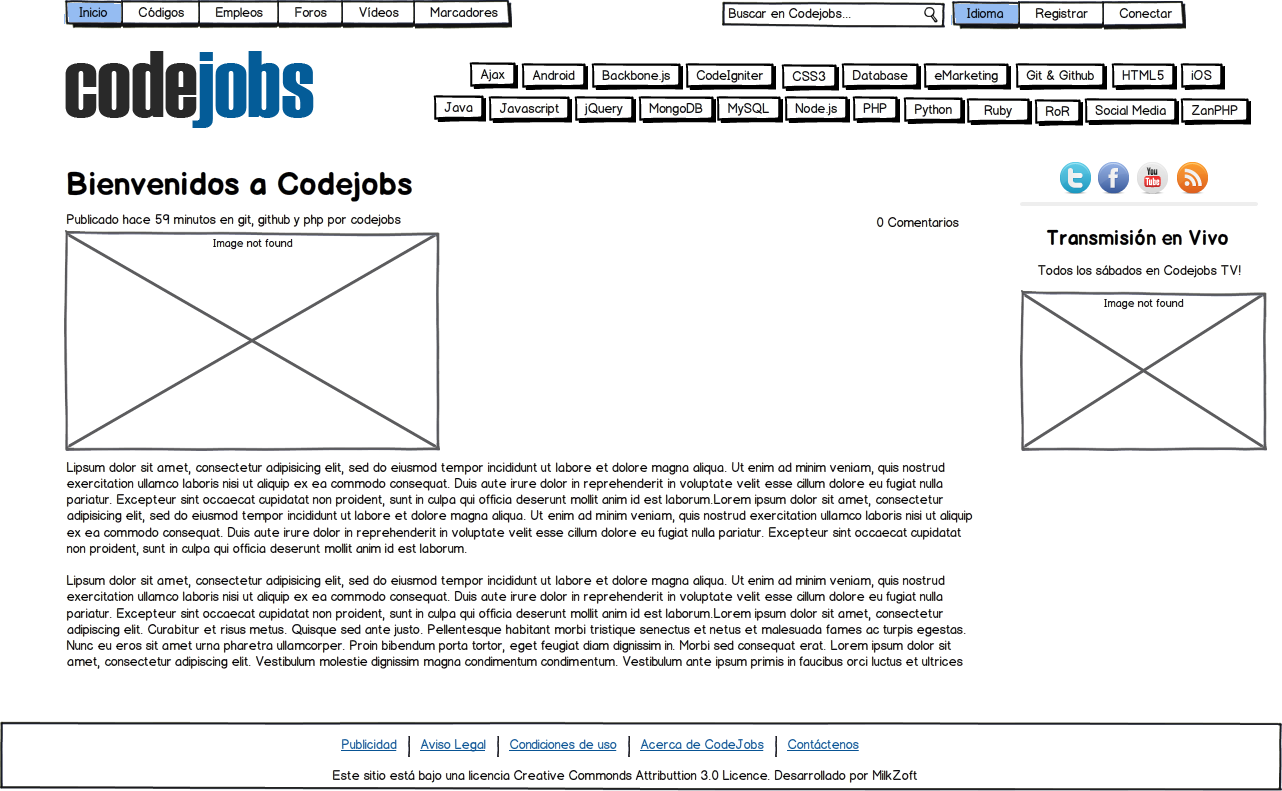 Inicio Códigos Empleos Foros Vídeos Marcadores
Buscar en Codejobs...
Idioma Registrar Conectar
codejobs
Ajax Android Backbone.js CodeIgniter CSS3 Database eMarketing Git & Github HTML5 iOS
Java Javascript jQuery MongoDB MySQL Node.js PHP Python Ruby RoR Social Media ZanPHP
Bienvenidos a Codejobs
Publicado hace 59 minutos en git, github y php por codejobs
0 Comentarios
Image not found
Lipsum dolor sit amet, consectetur adipisicing elit, sed do eiusmod tempor incididunt ut labore et dolore magna aliqua. Ut enim ad minim veniam, quis nostrud
exercitation ullamco laboris nisi ut aliquip ex ea commodo consequat. Duis aute irure dolor in reprehenderit in voluptate velit esse cillum dolore eu fugiat nulla
pariatur. Excepteur sint occaecat cupidatat non proident, sunt in culpa qui officia deserunt mollit anim id est laborum.Lorem ipsum dolor sit amet, consectetur
adipisicing elit, sed do eiusmod tempor incididunt ut labore et dolore magna aliqua. Ut enim ad minim veniam, quis nostrud exercitation ullamco laboris nisi ut aliquip
ex ea commodo consequat. Duis aute irure dolor in reprehenderit in voluptate velit esse cillum dolore eu fugiat nulla pariatur. Excepteur sint occaecat cupidatat
non proident, sunt in culpa qui officia deserunt mollit anim id est laborum.
Lipsum dolor sit amet, consectetur adipisicing elit, sed do eiusmod tempor incididunt ut labore et dolore magna aliqua. Ut enim ad minim veniam, quis nostrud
exercitation ullamco laboris nisi ut aliquip ex ea commodo consequat. Duis aute irure dolor in reprehenderit in voluptate velit esse cillum dolore eu fugiat nulla
pariatur. Excepteur sint occaecat cupidatat non proident, sunt in culpa qui officia deserunt mollit anim id est laborum.Lorem ipsum dolor sit amet, consectetur
adipiscing elit. Curabitur et risus metus. Quisque sed ante justo. Pellentesque habitant morbi tristique senectus et netus et malesuada fames ac turpis egestas.
Nunc eu eros sit amet urna pharetra ullamcorper. Proin bibendum porta tortor, eget feugiat diam dignissim in. Morbi sed consequat erat. Lorem ipsum dolor sit
amet, consectetur adipiscing elit. Vestibulum molestie dignissim magna condimentum condimentum. Vestibulum ante ipsum primis in faucibus orci luctus et ultrices
t f You Tube
Transmisión en Vivo
Todos los sábados en Codejobs TV!
Image not found
Publicidad | Aviso Legal | Condiciones de uso | Acerca de CodeJobs | Contáctenos
Este sitio está bajo una licencia Creative Commonds Attributtion 3.0 Licence. Desarrollado por MilkZoft